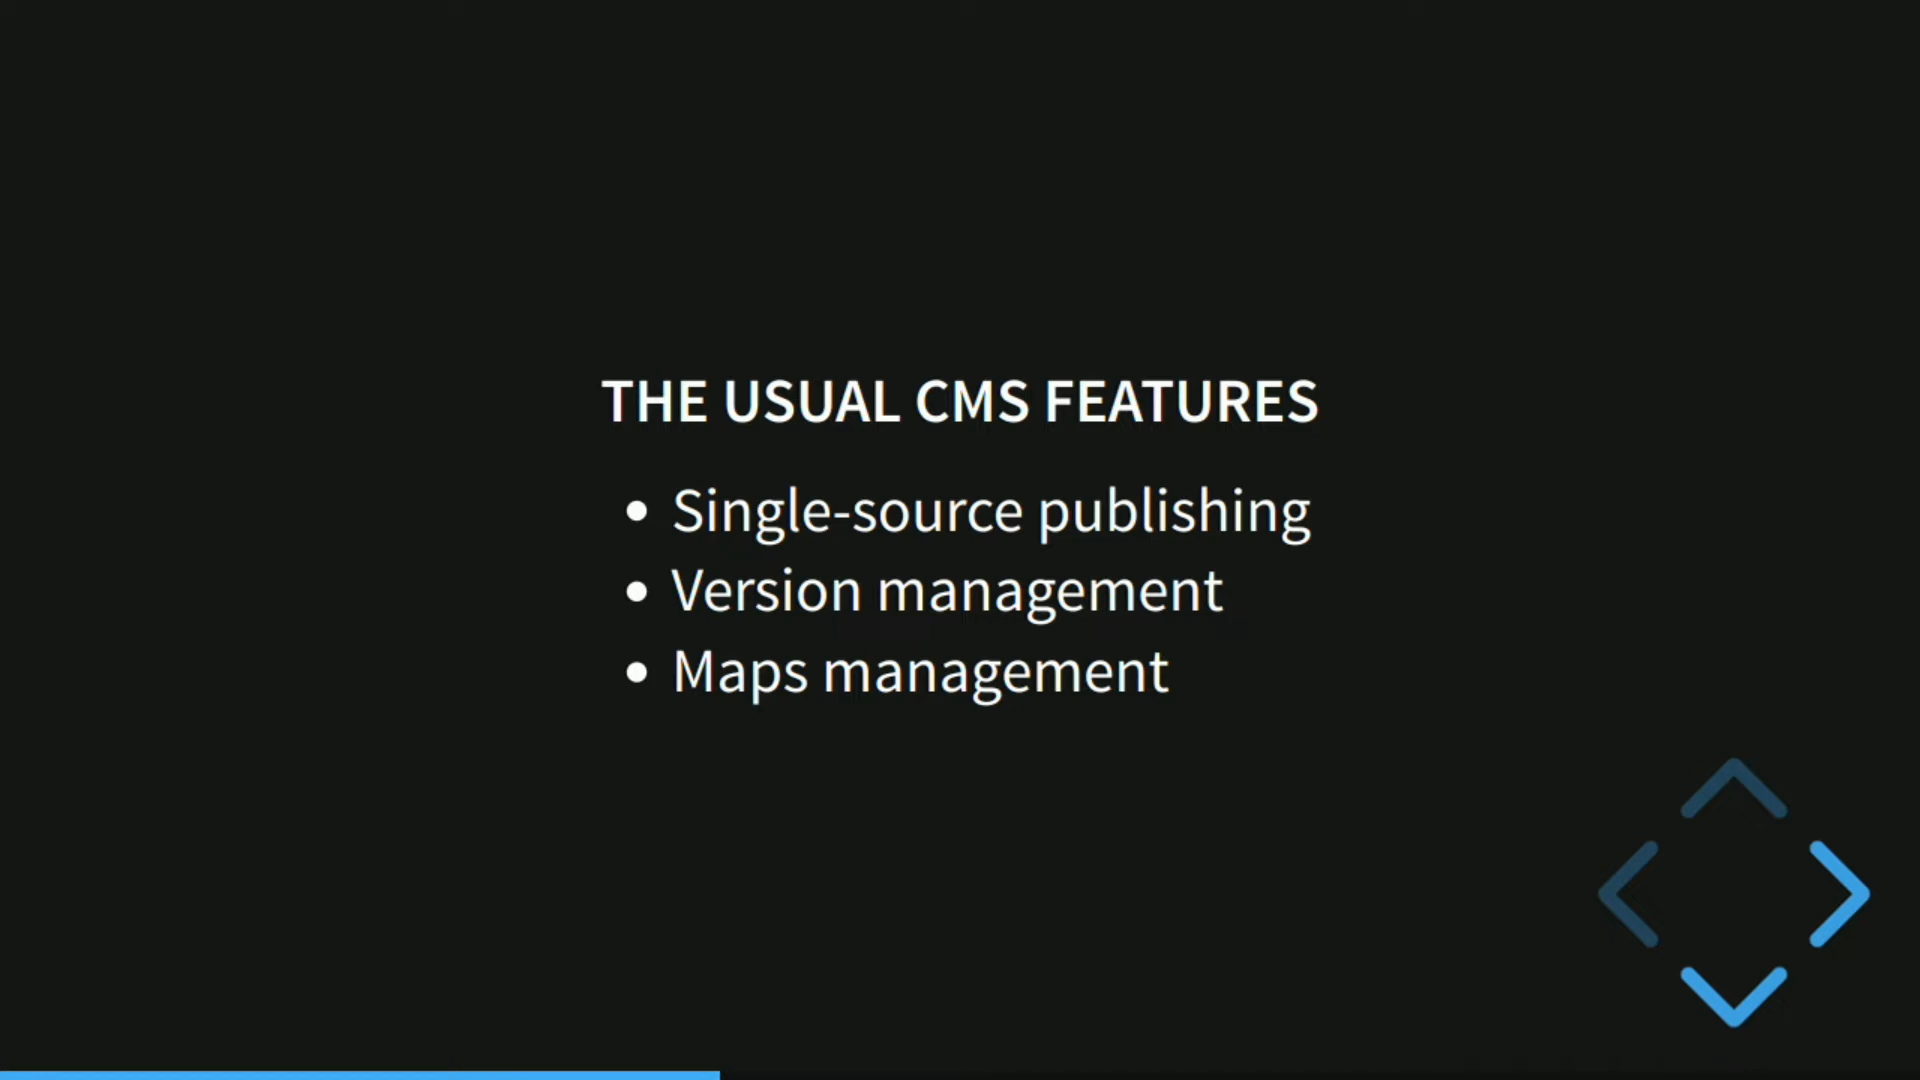 THE USUAL CMS FEATURES
Single-source publishing
Version management
Maps management